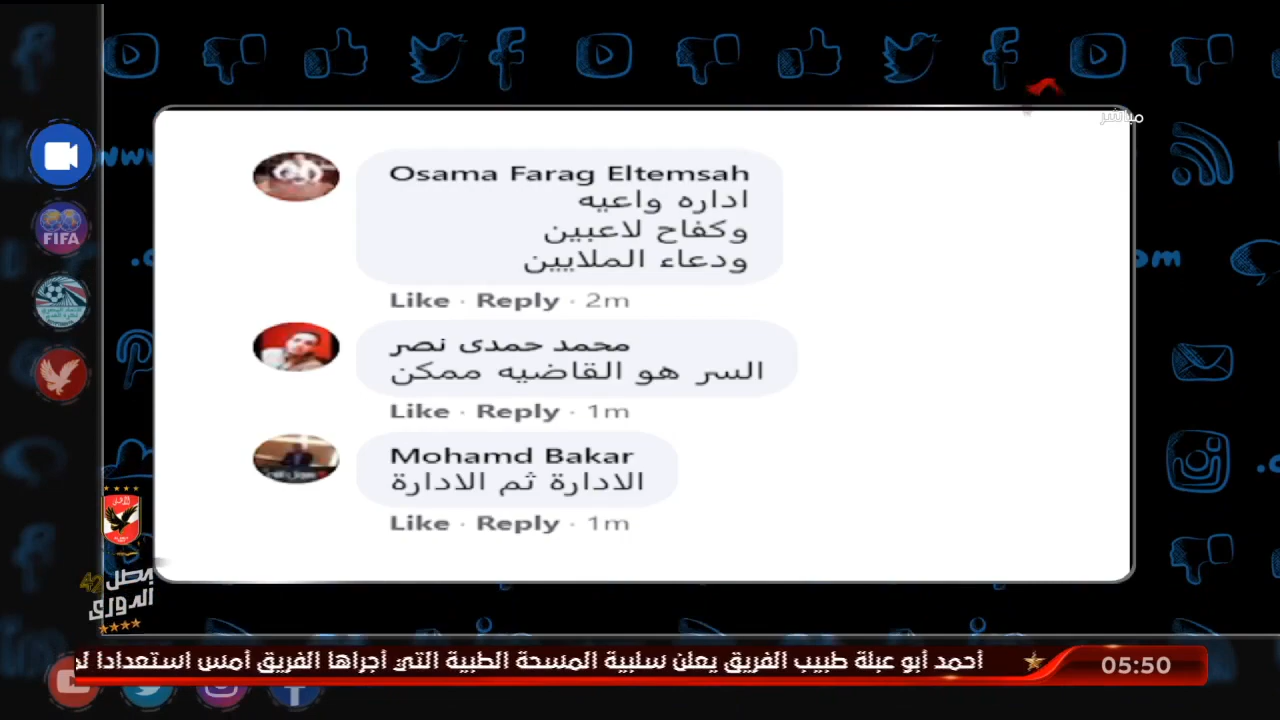 مباشر
Osama Farag Eltemsah
اداره واعيه
وكفاح لاعبين
ودعاء الملايين
Like · Reply · 2m
محمد حمدى نصر
السر هو القاضيه ممكن
Like · Reply · 1m
Mohamd Bakar
الادارة ثم الادارة
Like · Reply · 1m
FIFA
بطل
الدورى
42
أحمد أبو عبلة طبيب الفريق يعلن سلبية المسحة الطبية التي أجراها الفريق أمس استعدادا
05:50